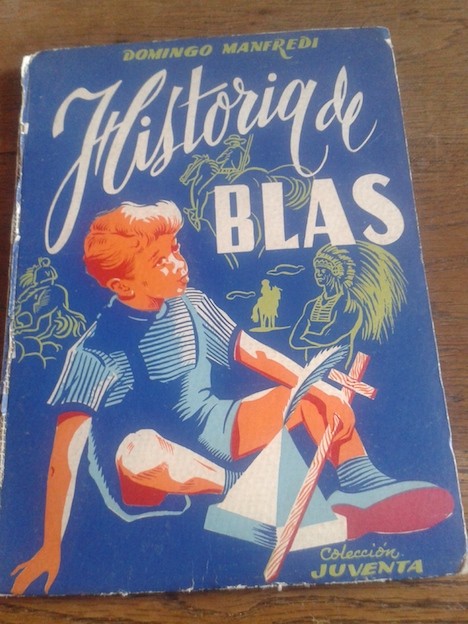 DOMINGO MANFREDI
Historia de
BLAS
Colección
JUVENTA